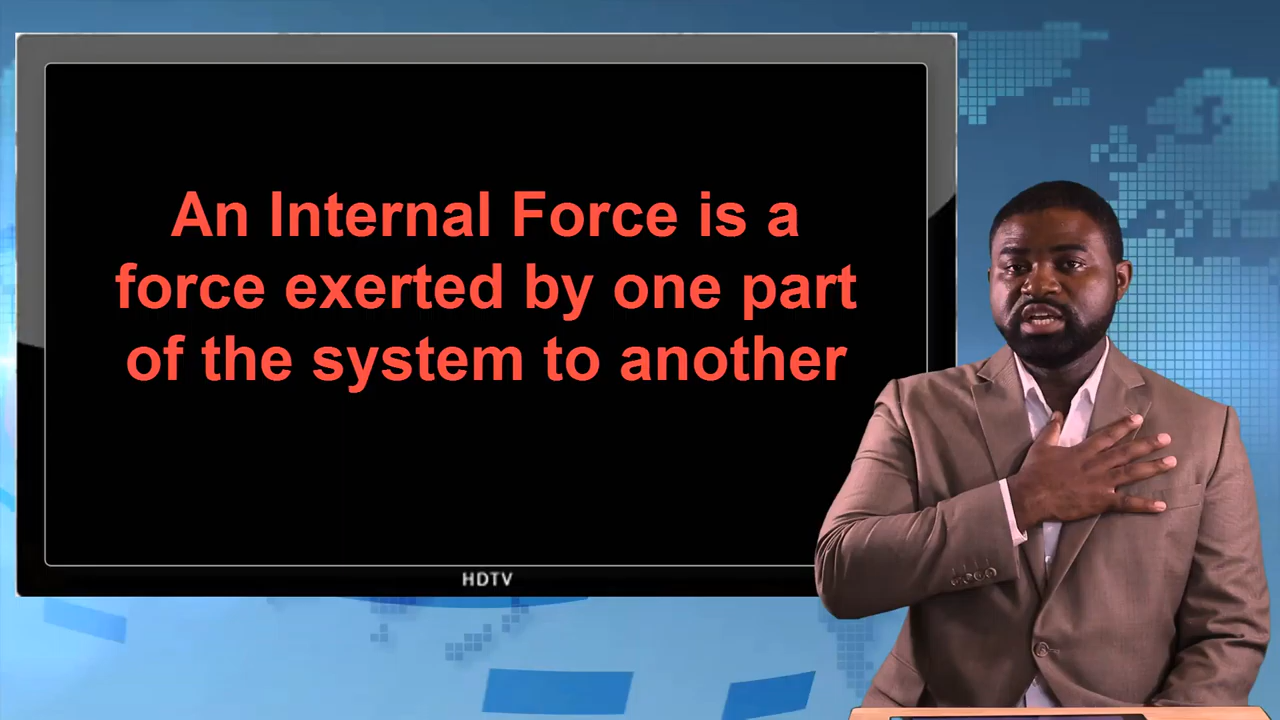 An Internal Force is a
force exerted by one part
of the system to another
HDTV